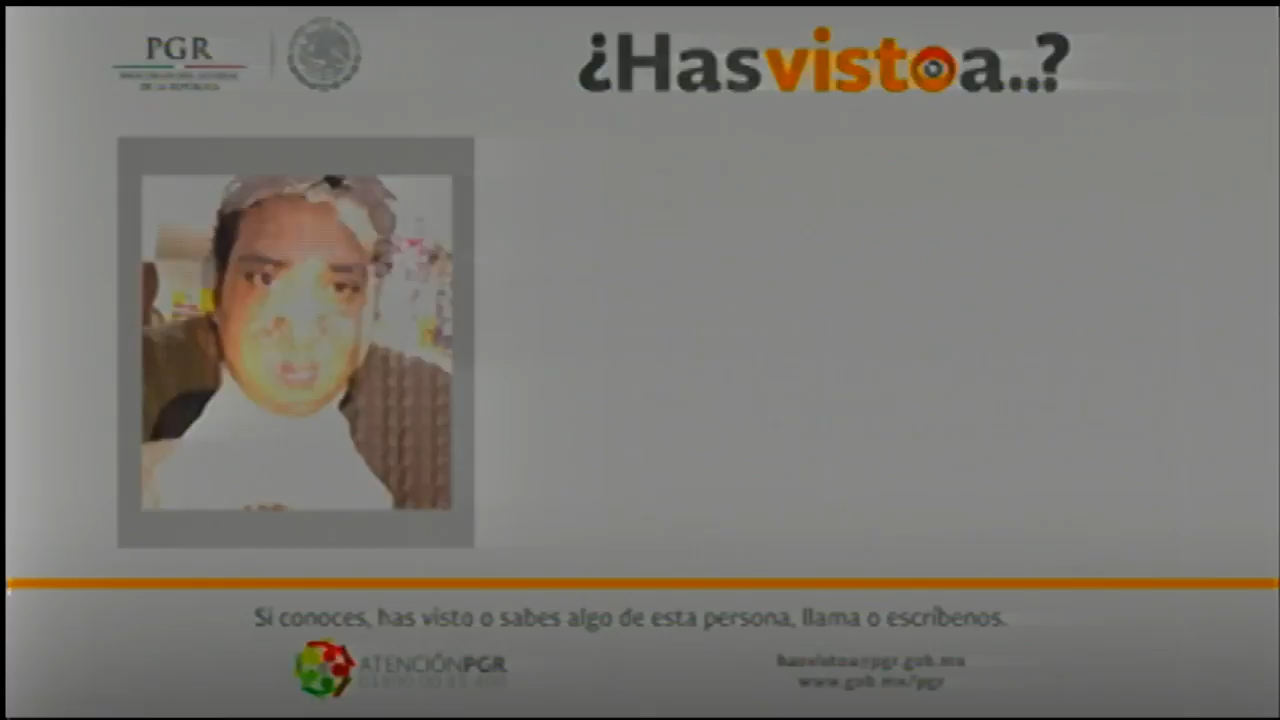 PGR
¿Hasvistoa..?
Si conoces, has visto o sabes algo de esta persona, llama o escríbenos.
ATENCIÓNPGR
hasvistoa@pgr.gob.mx
www.gob.mx/pgr